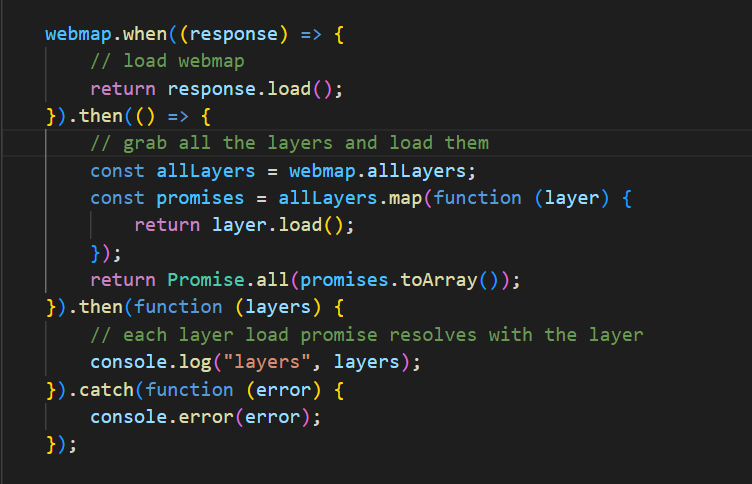 webmap.when((response) => {
    // load webmap
    return response.load();
}).then(() => {
    // grab all the layers and load them
    const allLayers = webmap.allLayers;
    const promises = allLayers.map(function (layer) {
        return layer.load();
    });
    return Promise.all(promises.toArray());
}).then(function (layers) {
    // each layer load promise resolves with the layer
    console.log("layers", layers);
}).catch(function (error) {
    console.error(error);
});